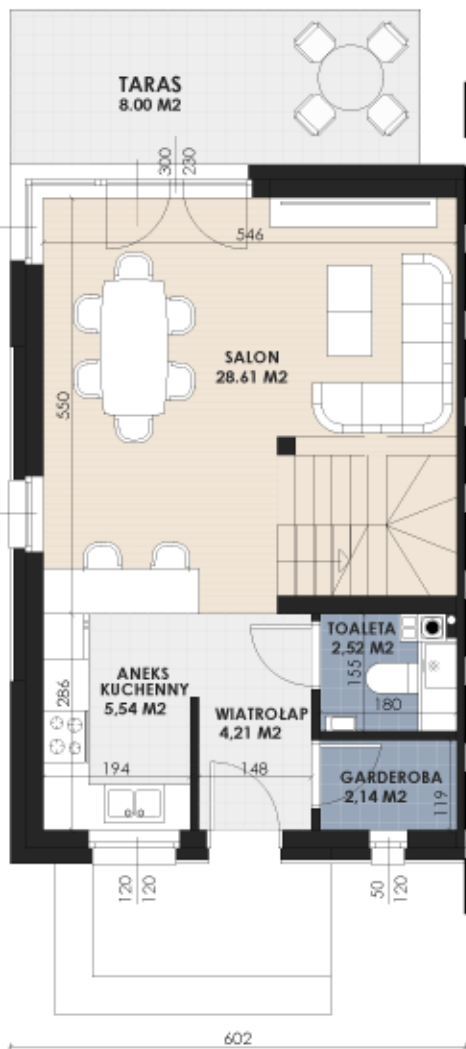 TARAS
8.00 M2
300
230
546
SALON
28.61 M2
550
TOALETA
2,52 M2
155
180
ANEKS
KUCHENNY
5,54 M2
286
WIATROŁAP
4,21 M2
194
148
GARDEROBA
2,14 M2
119
120
120
50
120
602